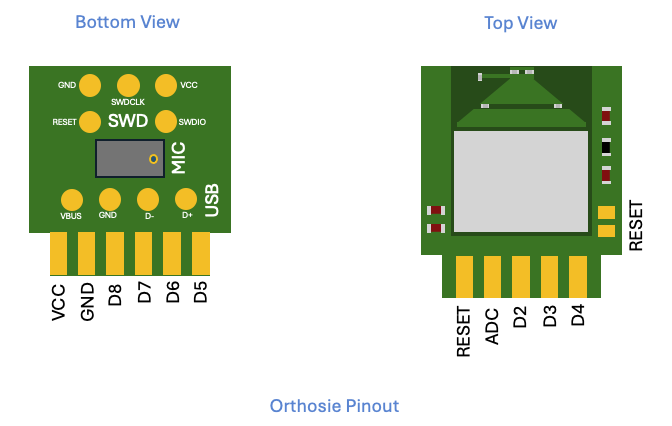 Bottom View
GND
SWDCLK
VCC
RESET
SWD
SWDIO
MIC
USB
VBUS
GND
D-
D+
VCC
GND
D8
D7
D6
D5
Top View
RESET
RESET
ADC
D2
D3
D4
Orthosie Pinout